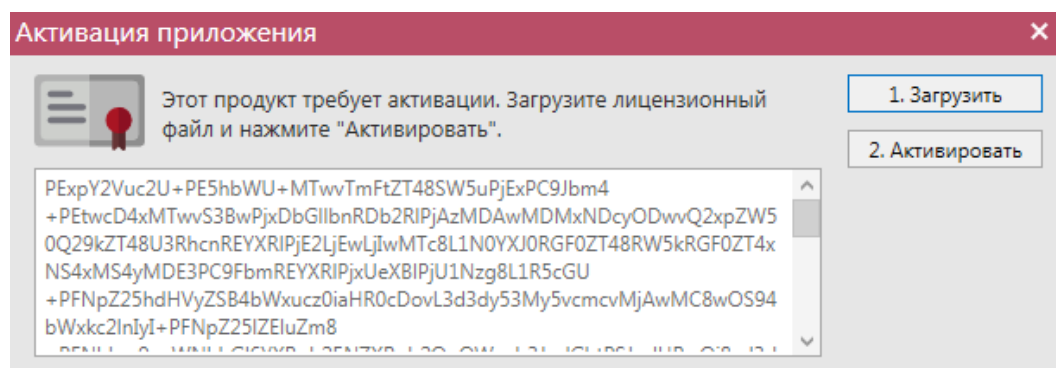 Активация приложения
Этот продукт требует активации. Загрузите лицензионный
файл и нажмите "Активировать".
1. Загрузить
2. Активировать
PExpY2Vuc2U+PE5hbWU+MTwvTmFtZT48SW5uPjExPC9Jbm4
+PEtwcD4xMTwvS3BwPjxDbGllbnRDb2RlPjAzMDAwMDMxNDcyODwvQ2xpZW5
0Q29kZT48U3RhcnREYXRlPjE2LjEwLjIwMTc8L1N0YXJ0RGF0ZT48RW5kRGF0ZT4x
NS4xMS4yMDE3PC9FbmREYXRlPjxUeXBlPjU1Nzg8L1R5cGU
+PFNpZ25hdHVyZSB4bWxucz0iaHR0cDovL3d3dy53My5vcmcvMjAwMC8wOS94
bWxkc2lnIyI+PFNpZ25lZEluZm8